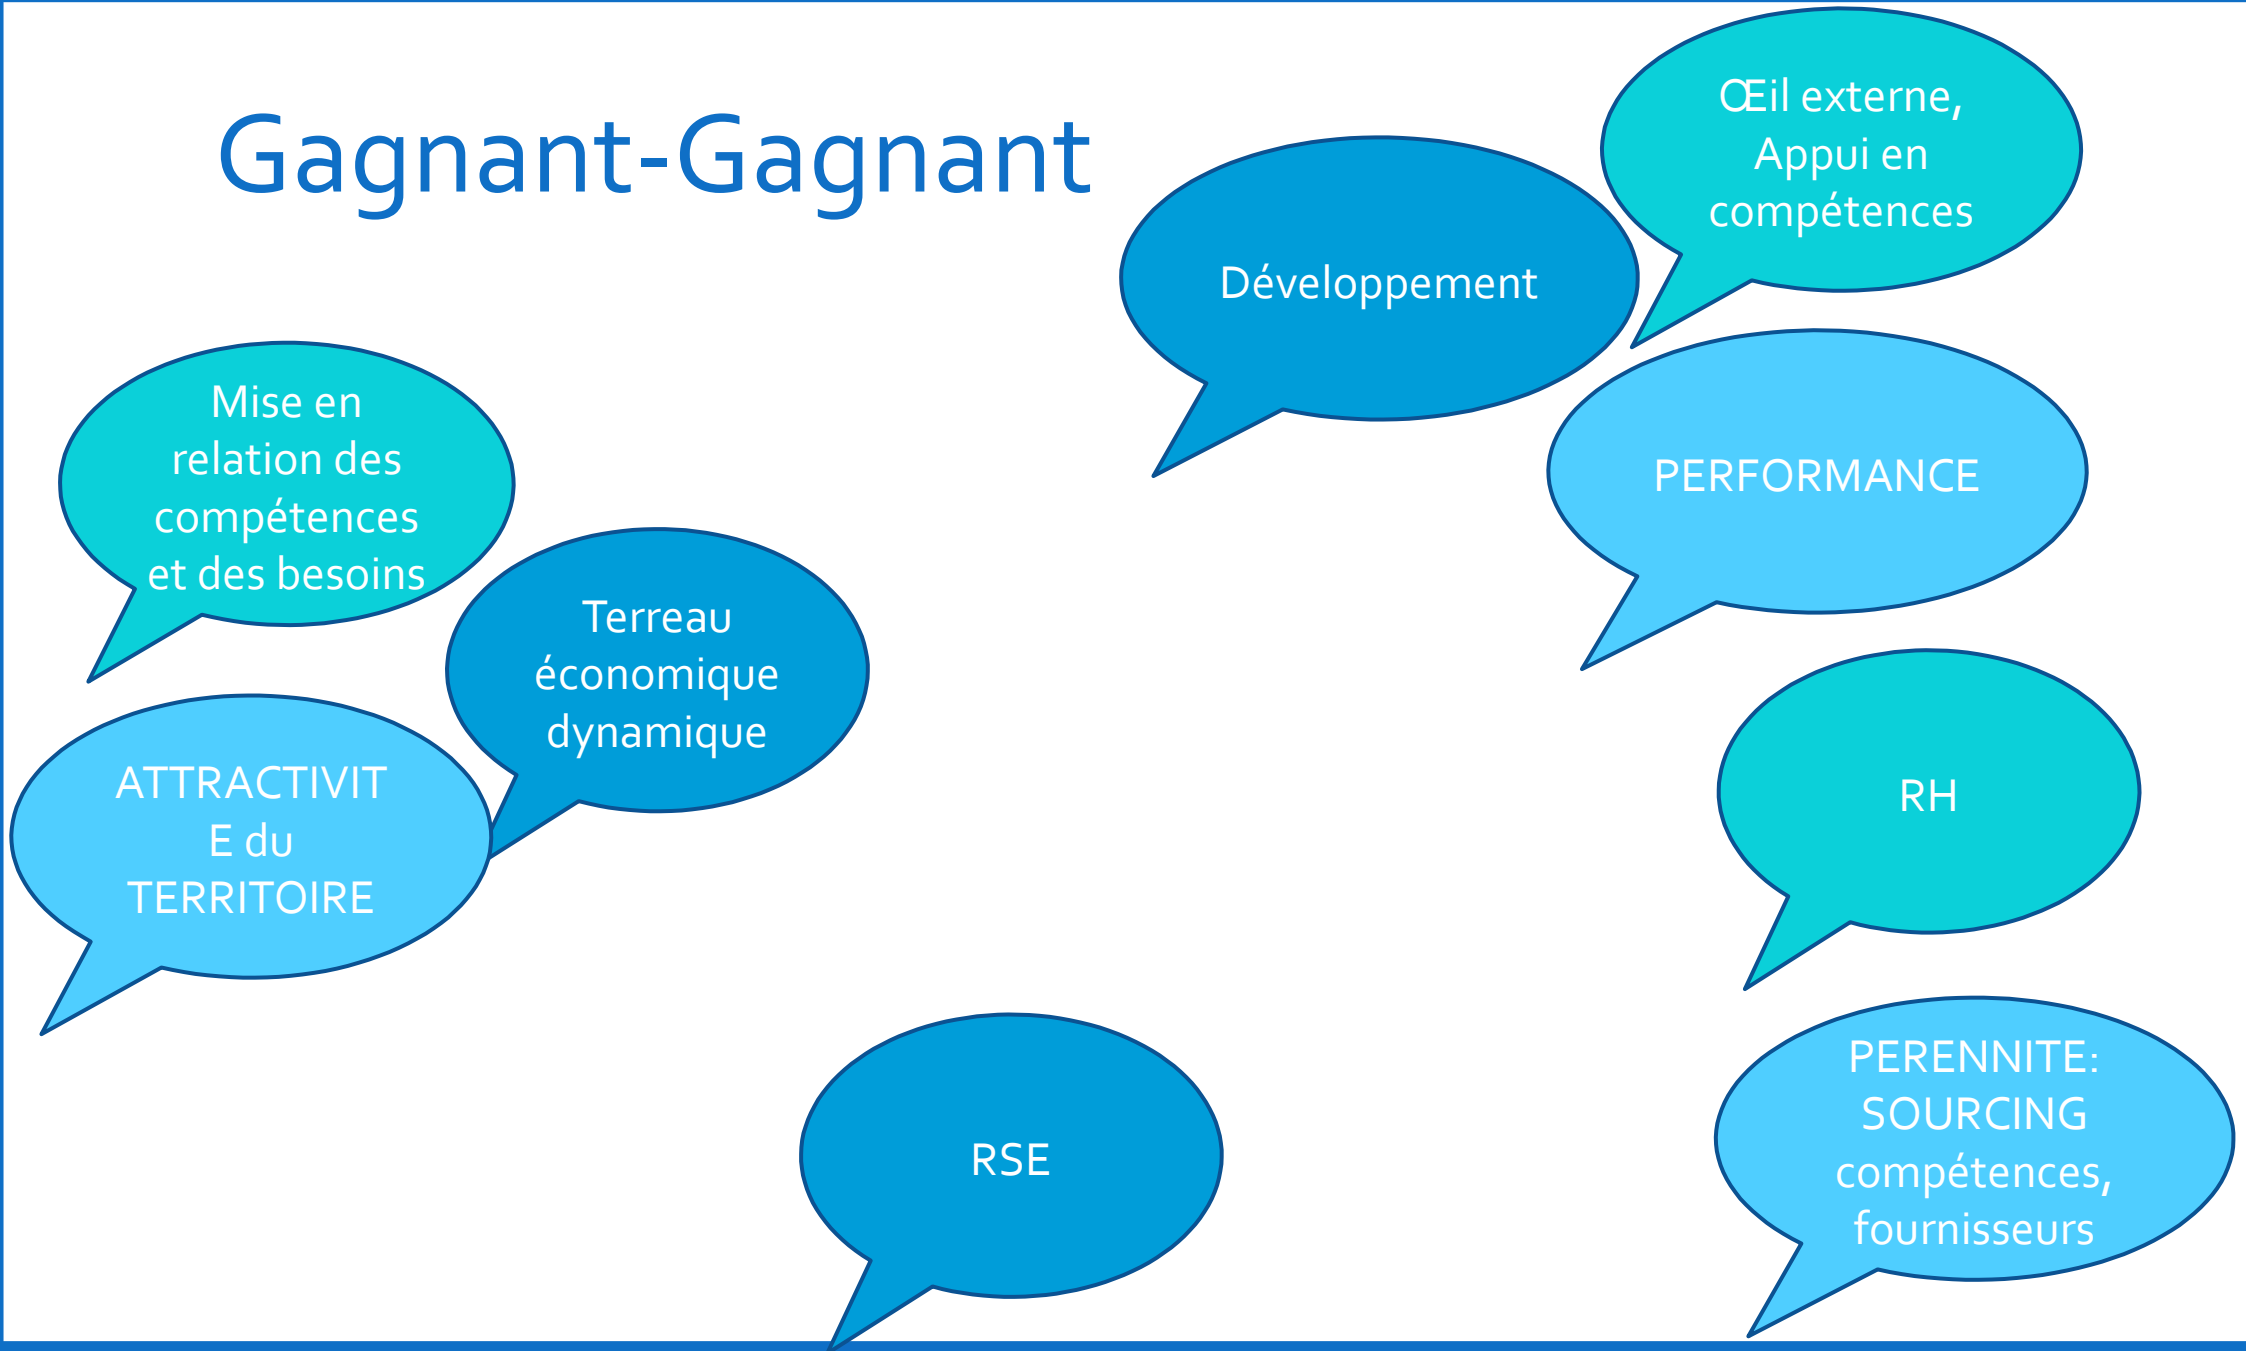 Gagnant-Gagnant
Œil externe,
Appui en
compétences
Développement
PERFORMANCE
Mise en
relation des
compétences
et des besoins
Terreau
économique
dynamique
ATTRACTIVIT
E du
TERRITOIRE
RH
RSE
PERENNITE:
SOURCING
compétences,
fournisseurs